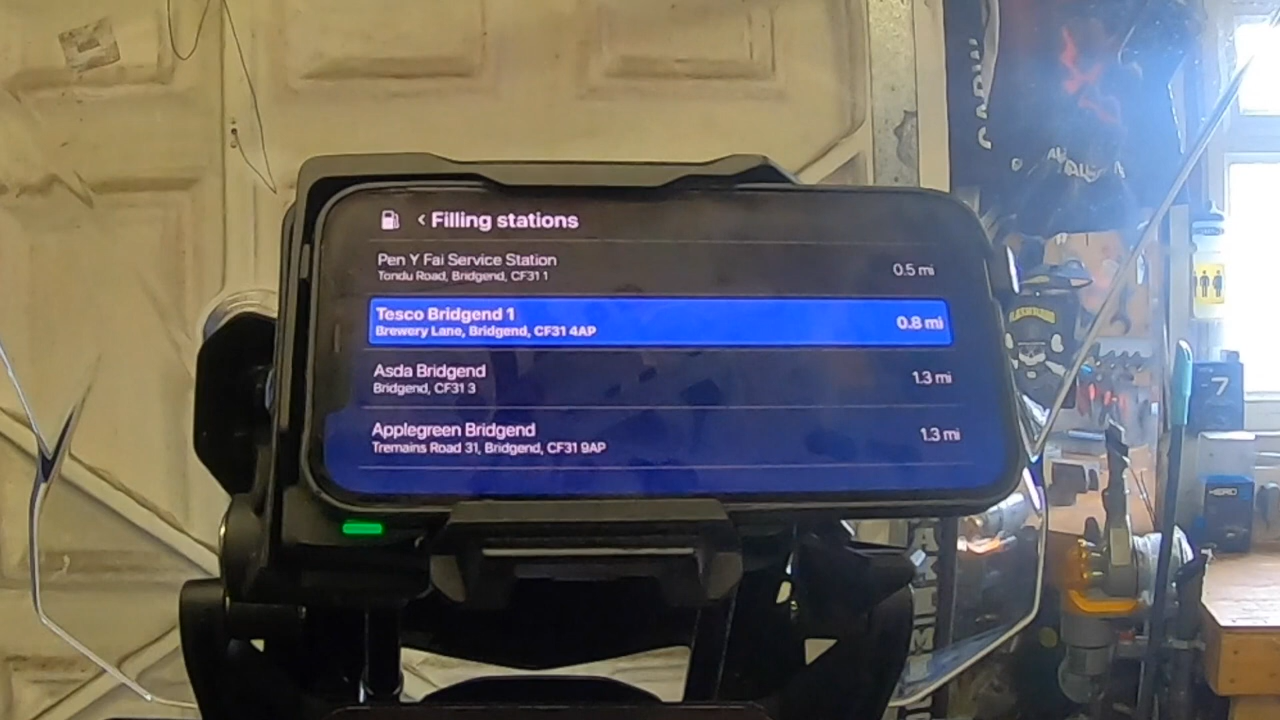 < Filling stations
Pen Y Fai Service Station
Tondu Road, Bridgend, CF31 1
0.5 mi
Tesco Bridgend 1
Brewery Lane, Bridgend, CF31 4AP
0.8 mi
Asda Bridgend
Bridgend, CF31 3
1.3 mi
Applegreen Bridgend
Tremains Road 31, Bridgend, CF31 9AP
1.3 mi
7
HERO